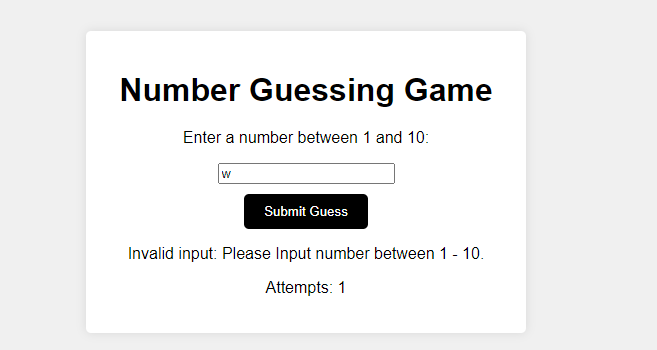 Number Guessing Game
Enter a number between 1 and 10:
w
Submit Guess
Invalid input: Please Input number between 1 - 10.
Attempts: 1